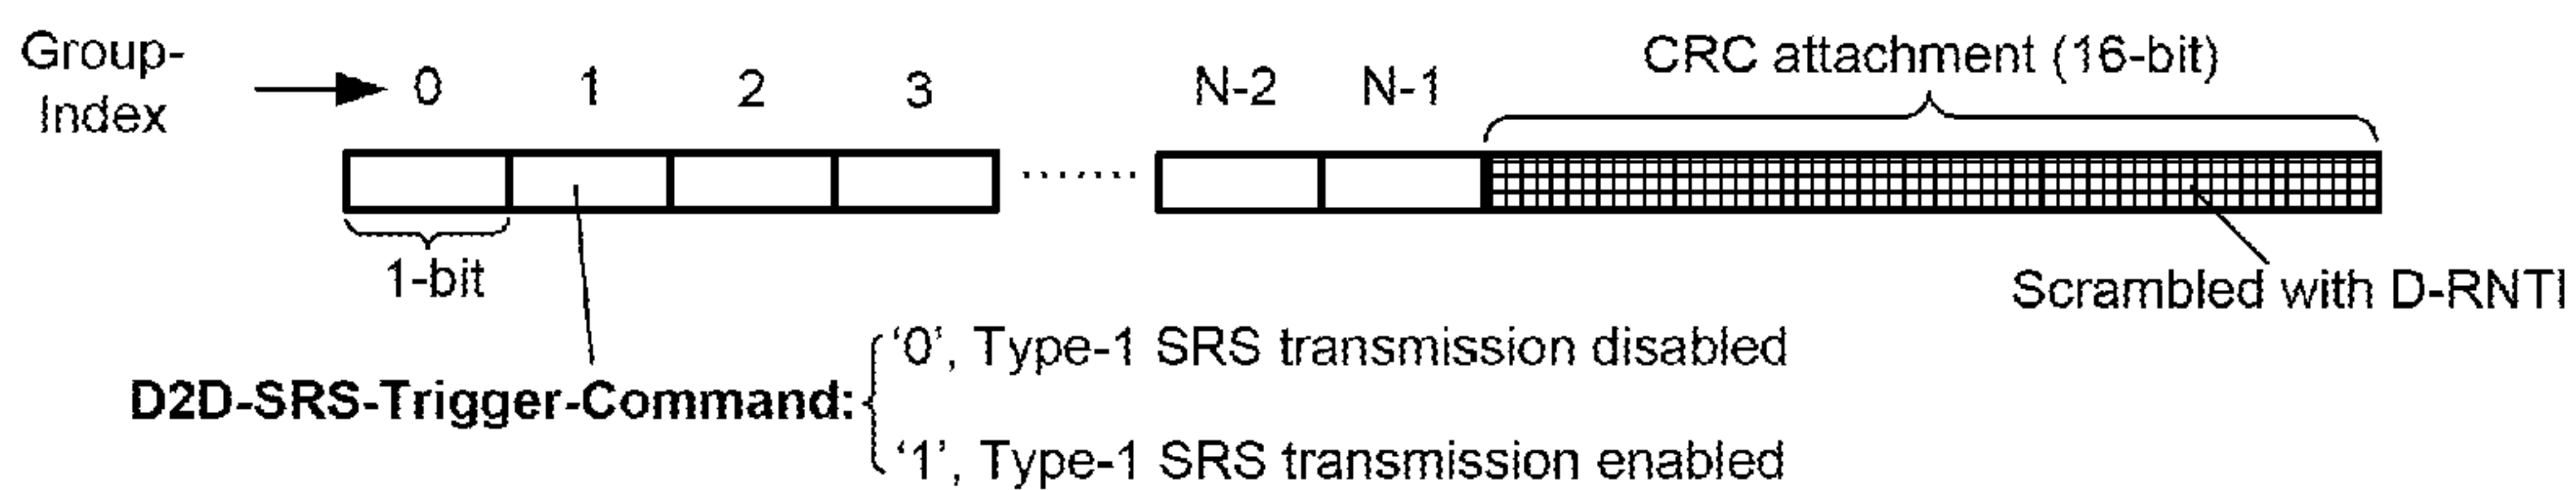 Group-
Index
0 1 2 3 ....... N-2 N-1
CRC attachment (16-bit)
1-bit
Scrambled with D-RNTI
D2D-SRS-Trigger-Command:
‘0’, Type-1 SRS transmission disabled
‘1’, Type-1 SRS transmission enabled